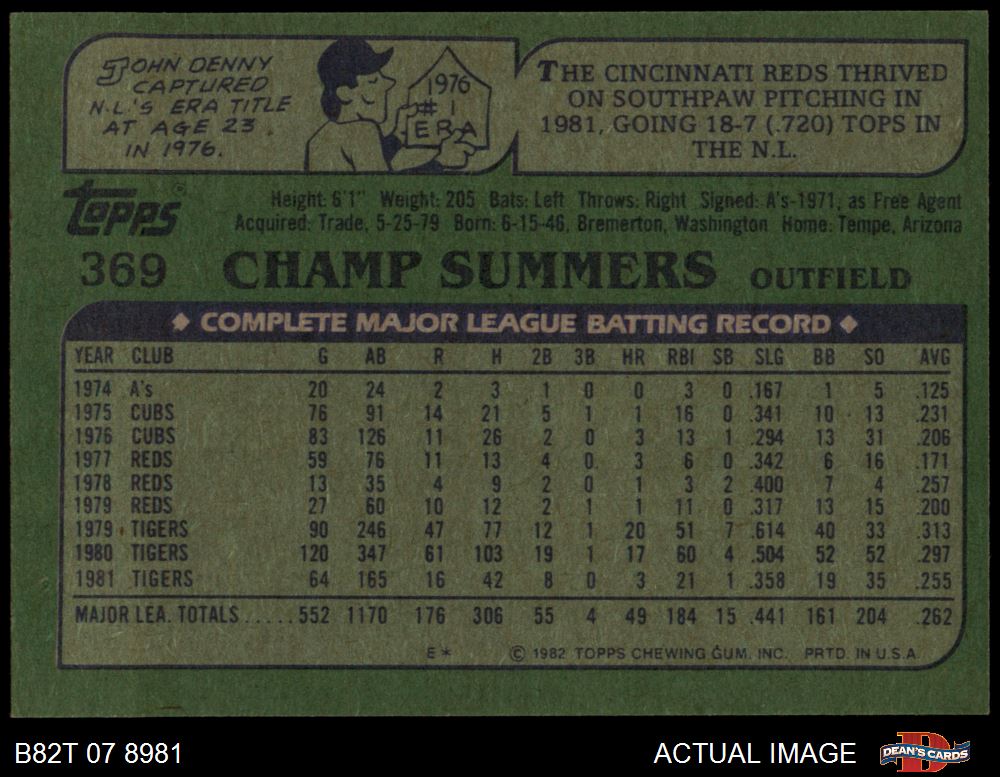 JOHN DENNY
CAPTURED
N.L.'S ERA TITLE
AT AGE 23
IN 1976.
1976
#1
ERA
THE CINCINNATI REDS THRIVED
ON SOUTHPAW PITCHING IN
1981, GOING 18-7 (.720) TOPS IN
THE N.L.
Topps ®
Height: 6'1" Weight: 205 Bats: Left Throws: Right Signed: A's-1971, as Free Agent
Acquired: Trade, 5-25-79 Born: 6-15-46, Bremerton, Washington Home: Tempe, Arizona
369 CHAMP SUMMERS OUTFIELD
◆ COMPLETE MAJOR LEAGUE BATTING RECORD ◆
YEAR CLUB G AB R H 2B 3B HR RBI SB SLG BB SO AVG
1974 A's 20 24 2 3 1 0 0 3 0 .167 1 5 .125
1975 CUBS 76 91 14 21 5 1 1 16 0 .341 10 13 .231
1976 CUBS 83 126 11 26 2 0 3 13 1 .294 13 31 .206
1977 REDS 59 76 11 13 4 0 3 6 0 .342 6 16 .171
1978 REDS 13 35 4 9 2 0 1 3 2 .400 7 4 .257
1979 REDS 27 60 10 12 2 1 1 11 0 .317 13 15 .200
1979 TIGERS 90 246 47 77 12 1 20 51 7 .614 40 33 .313
1980 TIGERS 120 347 61 103 19 1 17 60 4 .504 52 52 .297
1981 TIGERS 64 165 16 42 8 0 3 21 1 .358 19 35 .255
MAJOR LEA. TOTALS.....552 1170 176 306 55 4 49 184 15 .441 161 204 .262
E* © 1982 TOPPS CHEWING GUM, INC. PRTD. IN U.S.A.
B82T 07 8981 ACTUAL IMAGE D DEAN'S CARDS